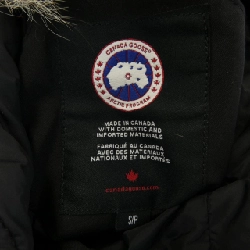 CANADA GOOSE
ARCTIC PROGRAM
MADE IN CANADA
WITH DOMESTIC AND
IMPORTED MATERIALS
FABRIQUÉ AU CANADA
AVEC DES MATERIAUX
NATIONAUX ET IMPORTÉS
S/P